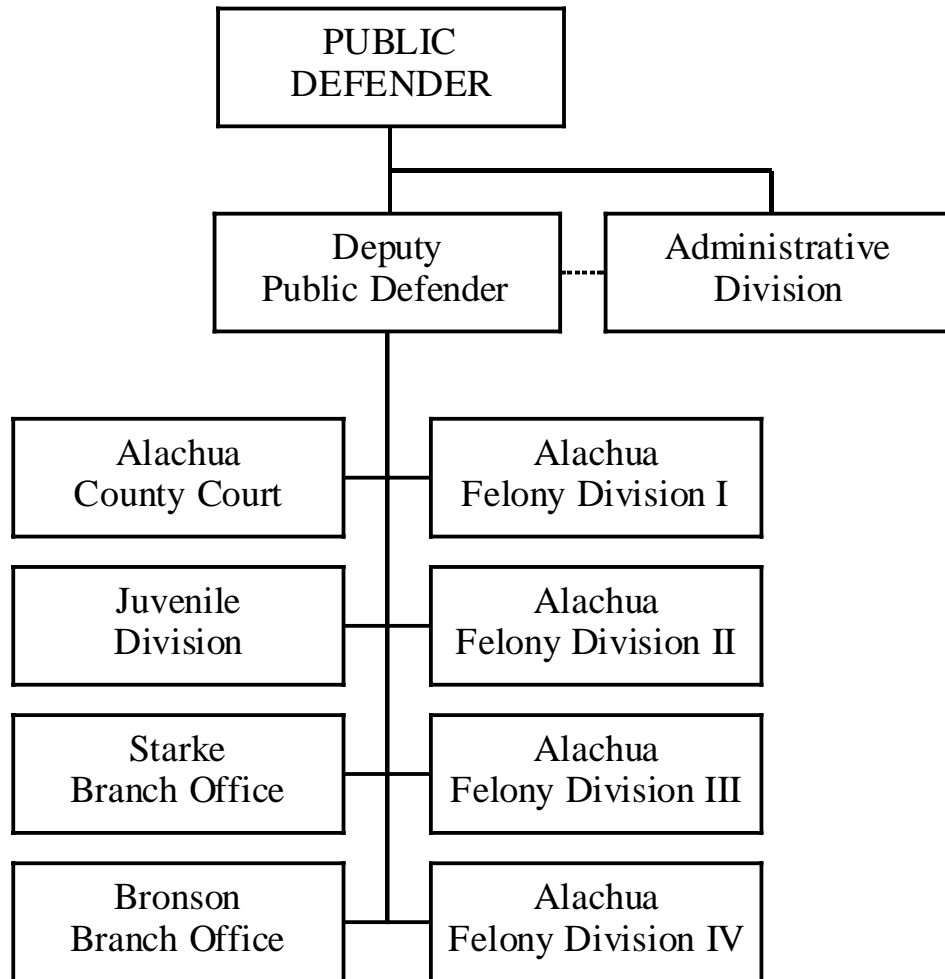 PUBLIC
DEFENDER
Deputy
Public Defender
Administrative
Division
Alachua
County Court
Alachua
Felony Division I
Juvenile
Division
Alachua
Felony Division II
Starke
Branch Office
Alachua
Felony Division III
Bronson
Branch Office
Alachua
Felony Division IV